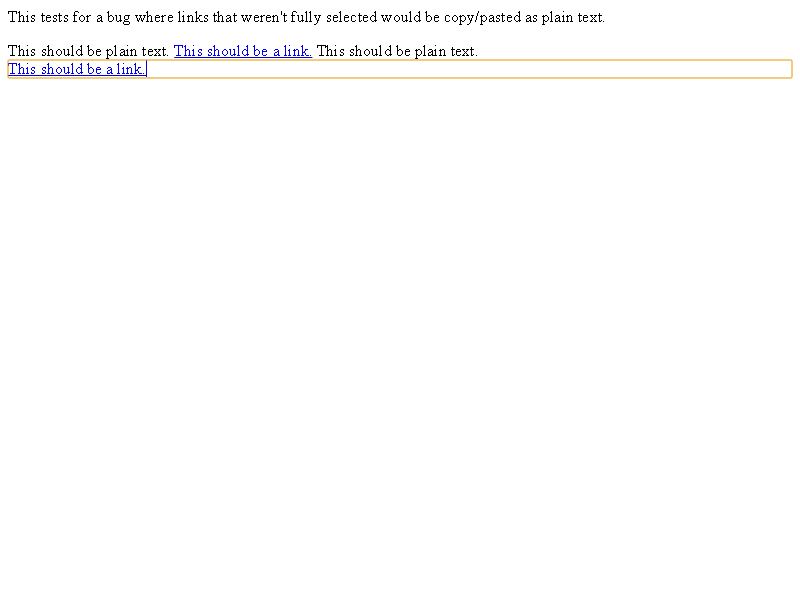 This tests for a bug where links that weren't fully selected would be copy/pasted as plain text.
This should be plain text. This should be a link. This should be plain text.
This should be a link.